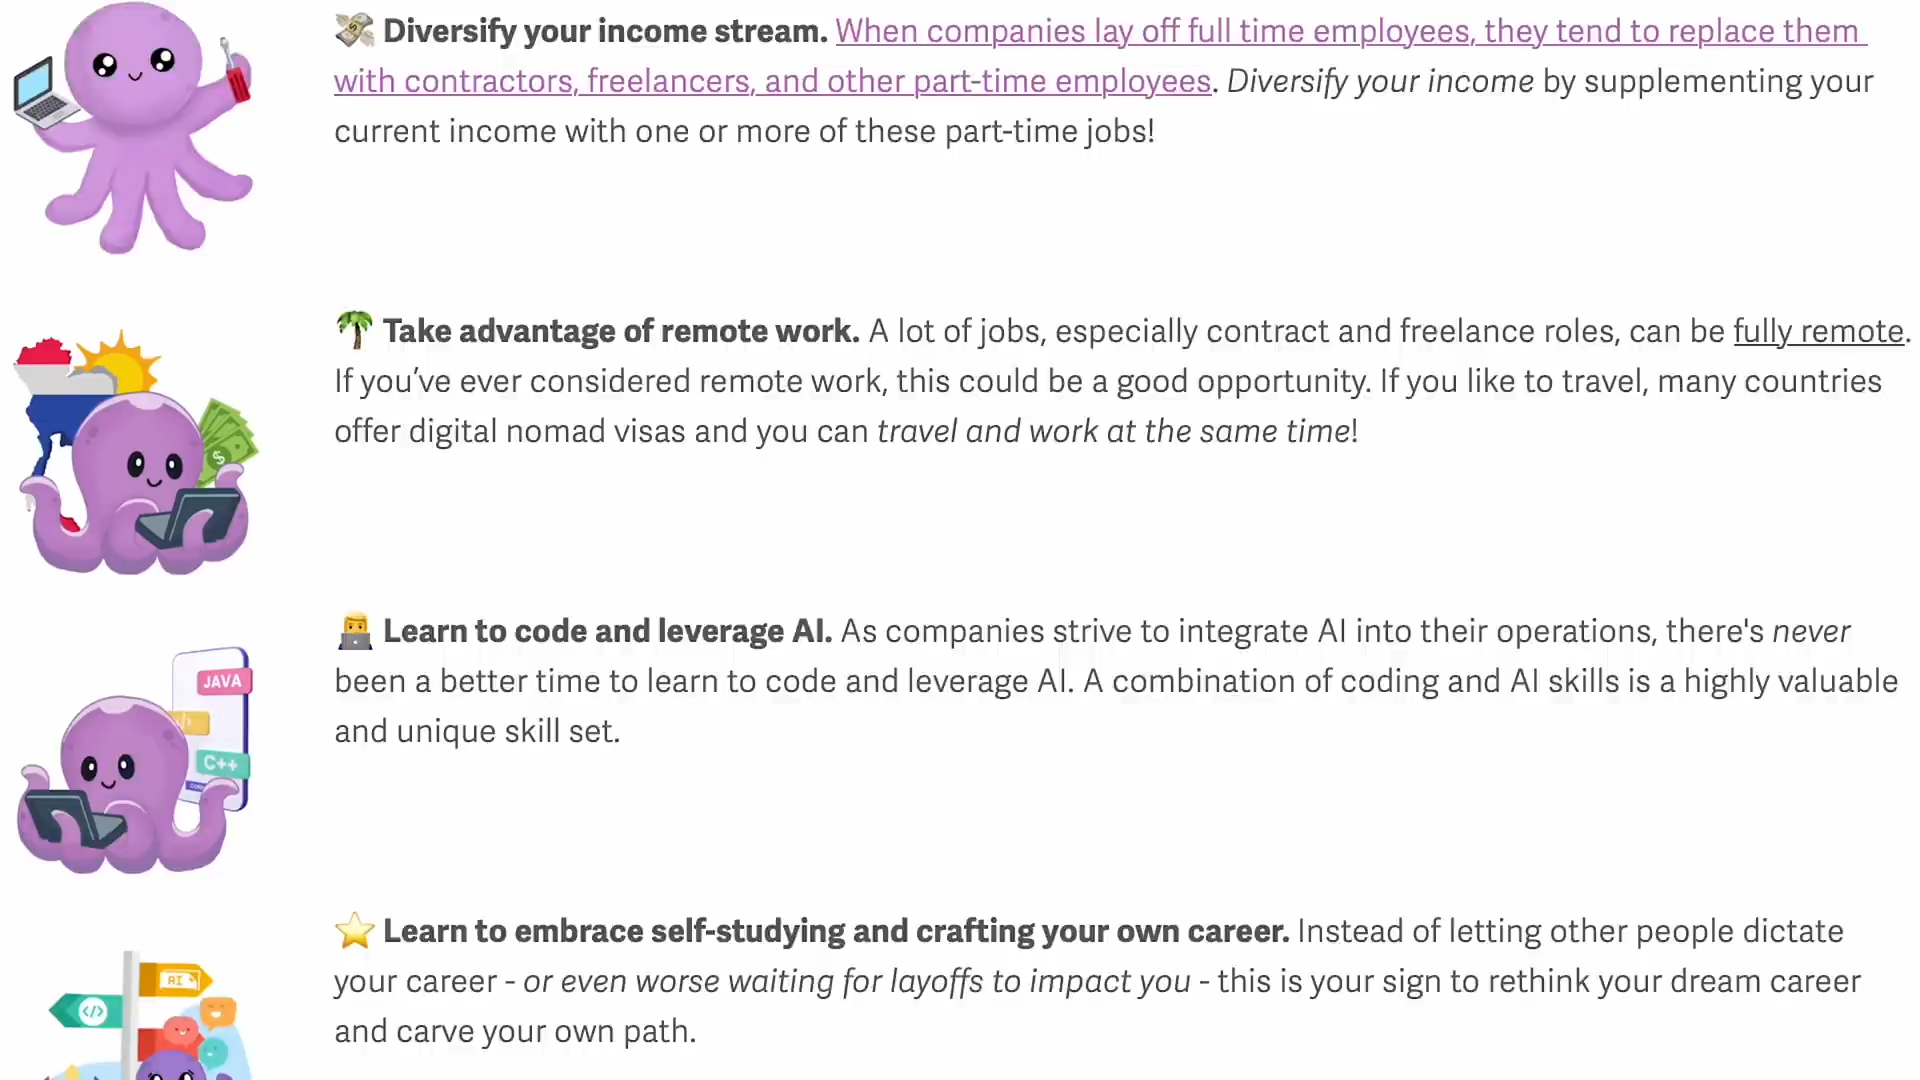 💸 Diversify your income stream. When companies lay off full time employees, they tend to replace them
with contractors, freelancers, and other part-time employees. Diversify your income by supplementing your
current income with one or more of these part-time jobs!
🌴 Take advantage of remote work. A lot of jobs, especially contract and freelance roles, can be fully remote.
If you’ve ever considered remote work, this could be a good opportunity. If you like to travel, many countries
offer digital nomad visas and you can travel and work at the same time!
👨‍💻 Learn to code and leverage AI. As companies strive to integrate AI into their operations, there's never
been a better time to learn to code and leverage AI. A combination of coding and AI skills is a highly valuable
and unique skill set.
JAVA
</>
C++
⭐ Learn to embrace self-studying and crafting your own career. Instead of letting other people dictate
your career - or even worse waiting for layoffs to impact you - this is your sign to rethink your dream career
and carve your own path.
AI
</>